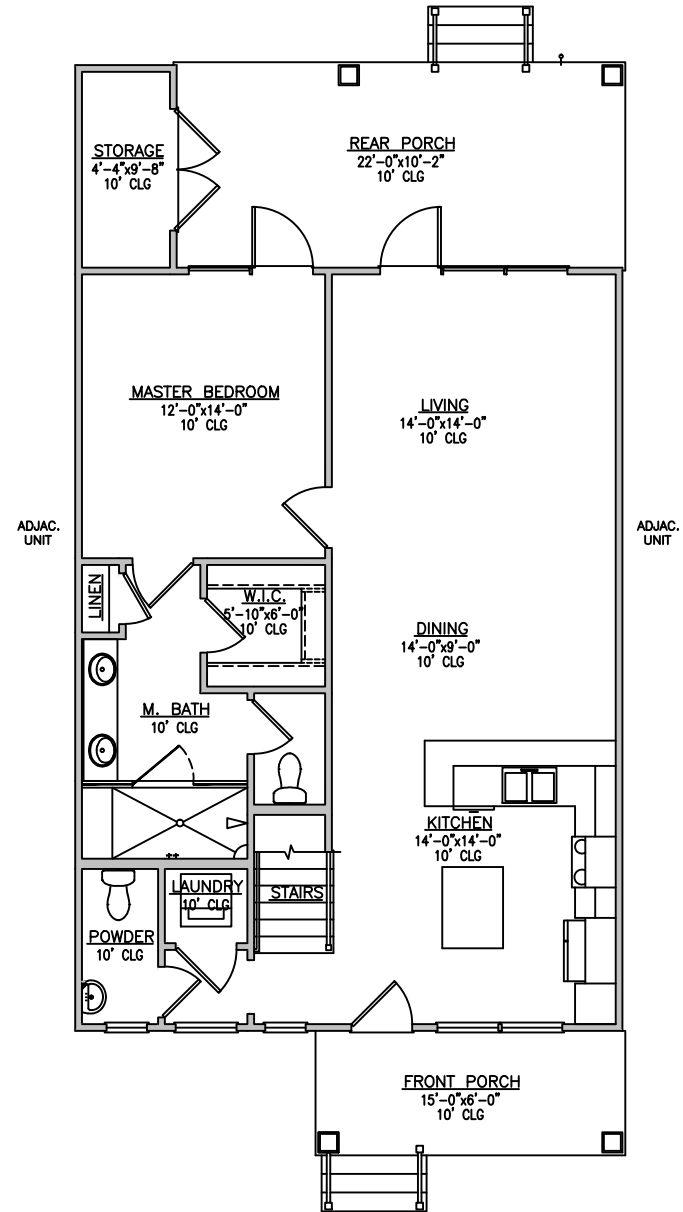 STORAGE
4'-4"x9'-8"
10' CLG
REAR PORCH
22'-0"x10'-2"
10' CLG
MASTER BEDROOM
12'-0"x14'-0"
10' CLG
LIVING
14'-0"x14'-0"
10' CLG
ADJAC.
UNIT
ADJAC.
UNIT
LINEN
W.I.C.
5'-10"x6'-0"
10' CLG
DINING
14'-0"x9'-0"
10' CLG
M. BATH
10' CLG
KITCHEN
14'-0"x14'-0"
10' CLG
LAUNDRY
10' CLG
STAIRS
POWDER
10' CLG
FRONT PORCH
15'-0"x6'-0"
10' CLG